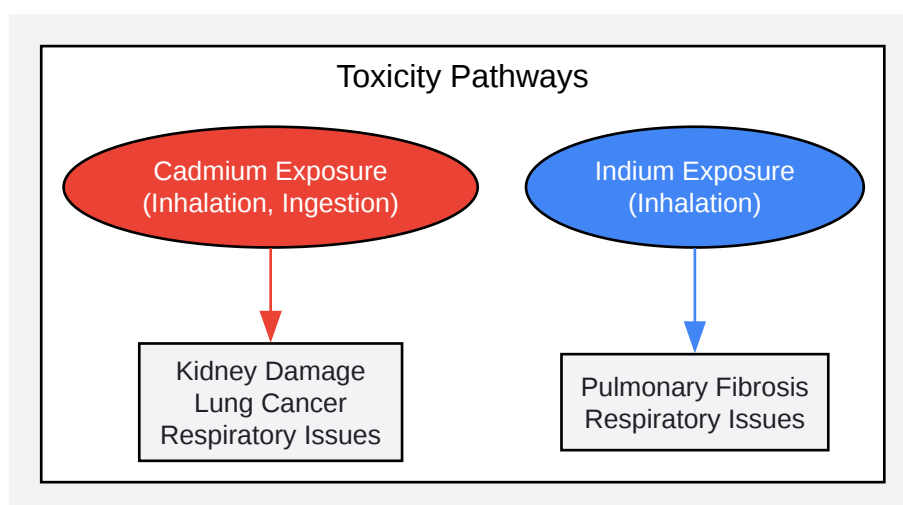 Toxicity Pathways
Cadmium Exposure
(Inhalation, Ingestion)
Indium Exposure
(Inhalation)
Kidney Damage
Lung Cancer
Respiratory Issues
Pulmonary Fibrosis
Respiratory Issues